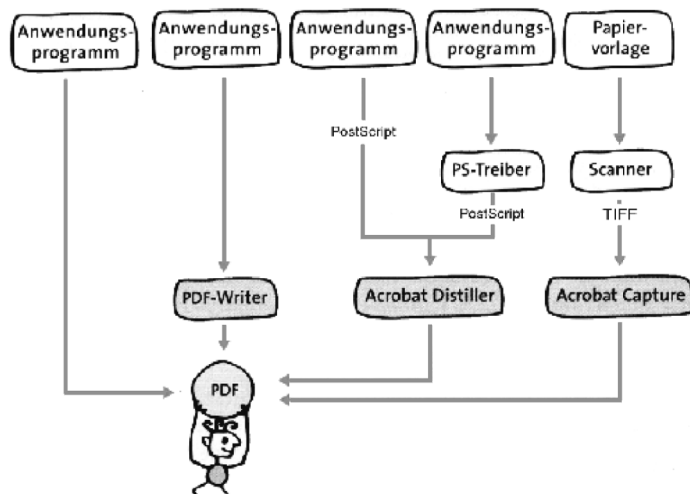 Anwendungs-
programm
Anwendungs-
programm
Anwendungs-
programm
Anwendungs-
programm
Papier-
vorlage
PostScript
PS-Treiber
Scanner
PostScript
TIFF
PDF-Writer
Acrobat Distiller
Acrobat Capture
PDF